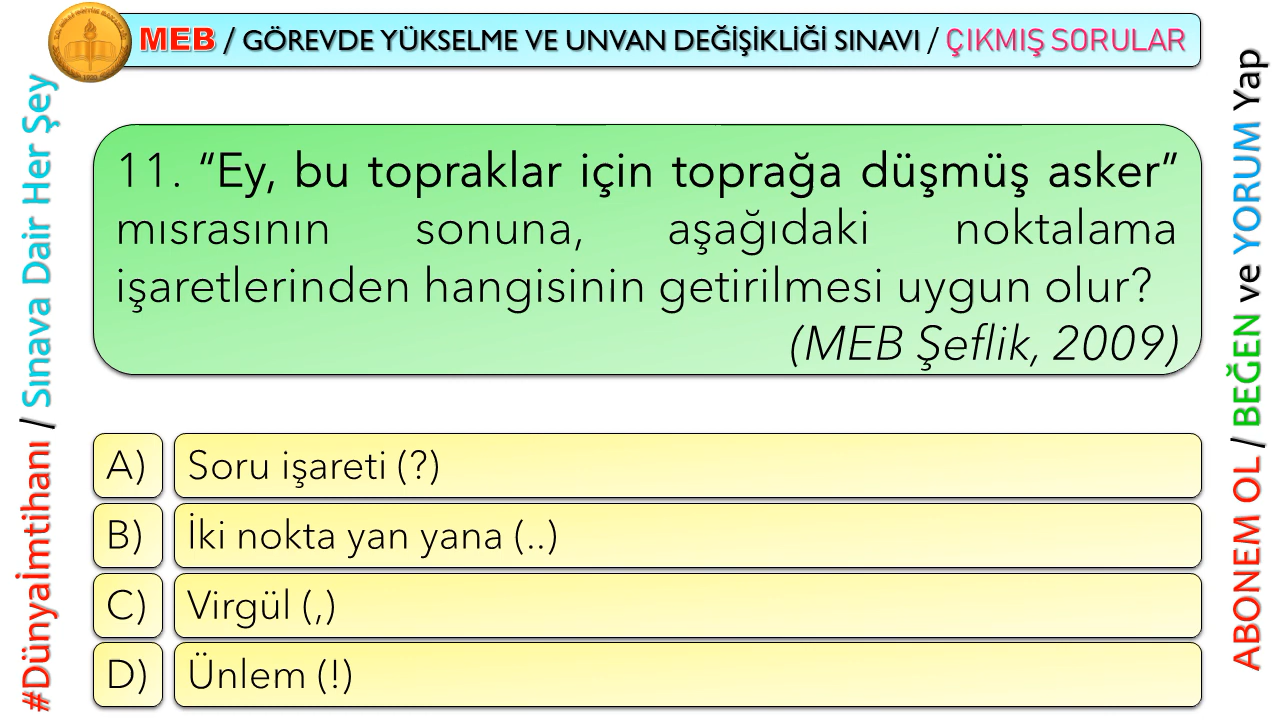 MEB / GÖREVDE YÜKSELME VE UNVAN DEĞİŞİKLİĞİ SINAVI / ÇIKMIŞ SORULAR
#Dünyaİmtihanı / Sınava Dair Her Şey
11. “Ey, bu topraklar için toprağa düşmüş asker”
mısrasının sonuna, aşağıdaki noktalama
işaretlerinden hangisinin getirilmesi uygun olur?
(MEB Şeflik, 2009)
A) Soru işareti (?)
B) İki nokta yan yana (..)
C) Virgül (,)
D) Ünlem (!)
ABONEM OL / BEĞEN ve YORUM Yap